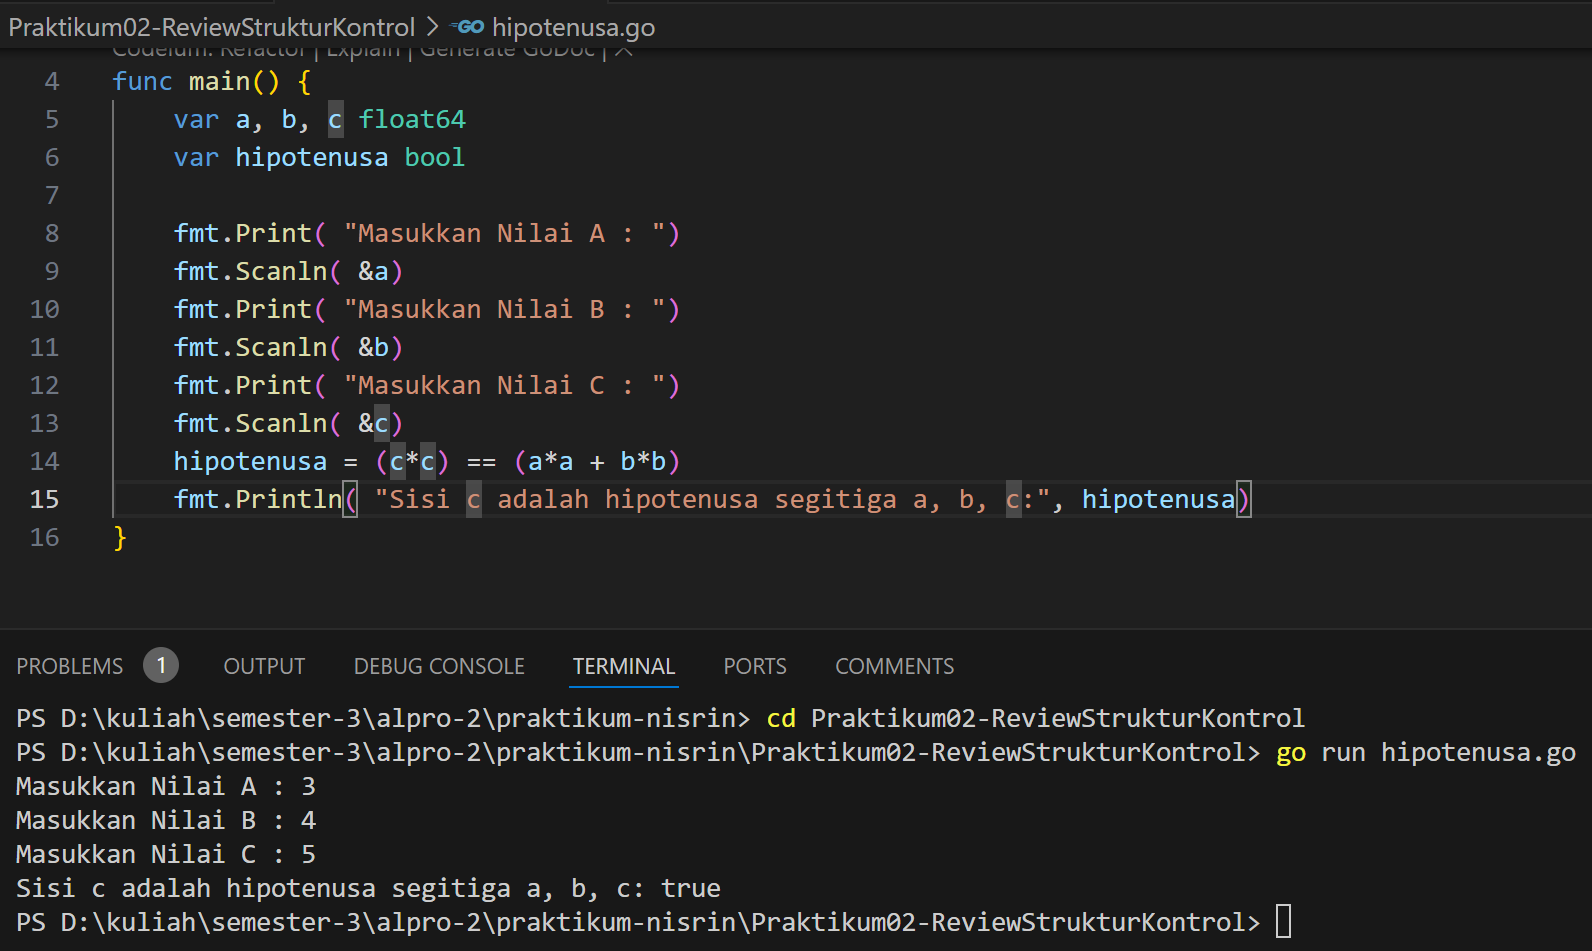 Praktikum02-ReviewStrukturKontrol > GO hipotenusa.go
Codeium: Refactor | Explain | Generate GoDoc | X
4 func main() {
5 var a, b, c float64
6 var hipotenusa bool
7
8 fmt.Print( "Masukkan Nilai A : ")
9 fmt.Scanln( &a)
10 fmt.Print( "Masukkan Nilai B : ")
11 fmt.Scanln( &b)
12 fmt.Print( "Masukkan Nilai C : ")
13 fmt.Scanln( &c)
14 hipotenusa = (c*c) == (a*a + b*b)
15 fmt.Println( "Sisi c adalah hipotenusa segitiga a, b, c:", hipotenusa)
16 }
PROBLEMS 1 OUTPUT DEBUG CONSOLE TERMINAL PORTS COMMENTS
PS D:\kuliah\semester-3\alpro-2\praktikum-nisrin> cd Praktikum02-ReviewStrukturKontrol
PS D:\kuliah\semester-3\alpro-2\praktikum-nisrin\Praktikum02-ReviewStrukturKontrol> go run hipotenusa.go
Masukkan Nilai A : 3
Masukkan Nilai B : 4
Masukkan Nilai C : 5
Sisi c adalah hipotenusa segitiga a, b, c: true
PS D:\kuliah\semester-3\alpro-2\praktikum-nisrin\Praktikum02-ReviewStrukturKontrol>